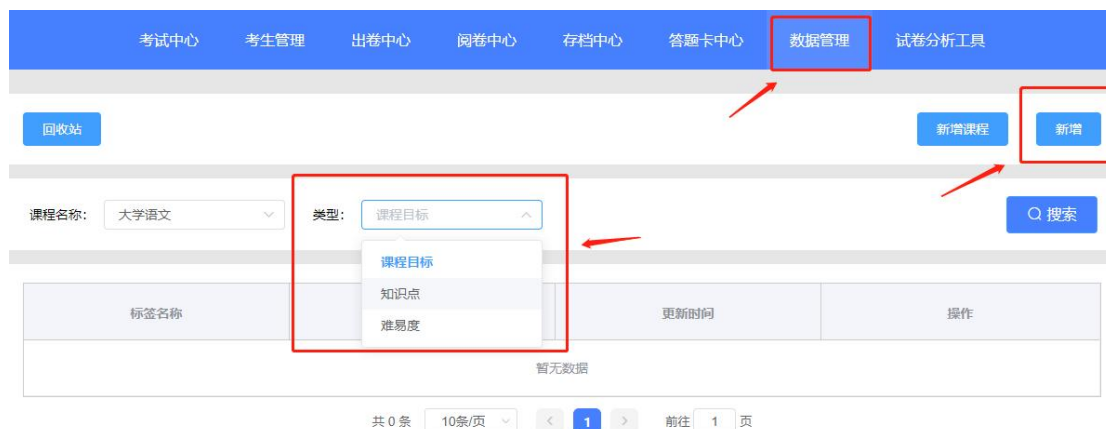 考试中心 考生管理 出卷中心 阅卷中心 存档中心 答题卡中心 数据管理 试卷分析工具
回收站 新增课程 新增
课程名称: 大学语文 类型: 课程目标 搜索
课程目标
知识点
难易度
标签名称 更新时间 操作
暂无数据
共 0 条 10条/页 1 前往 1 页